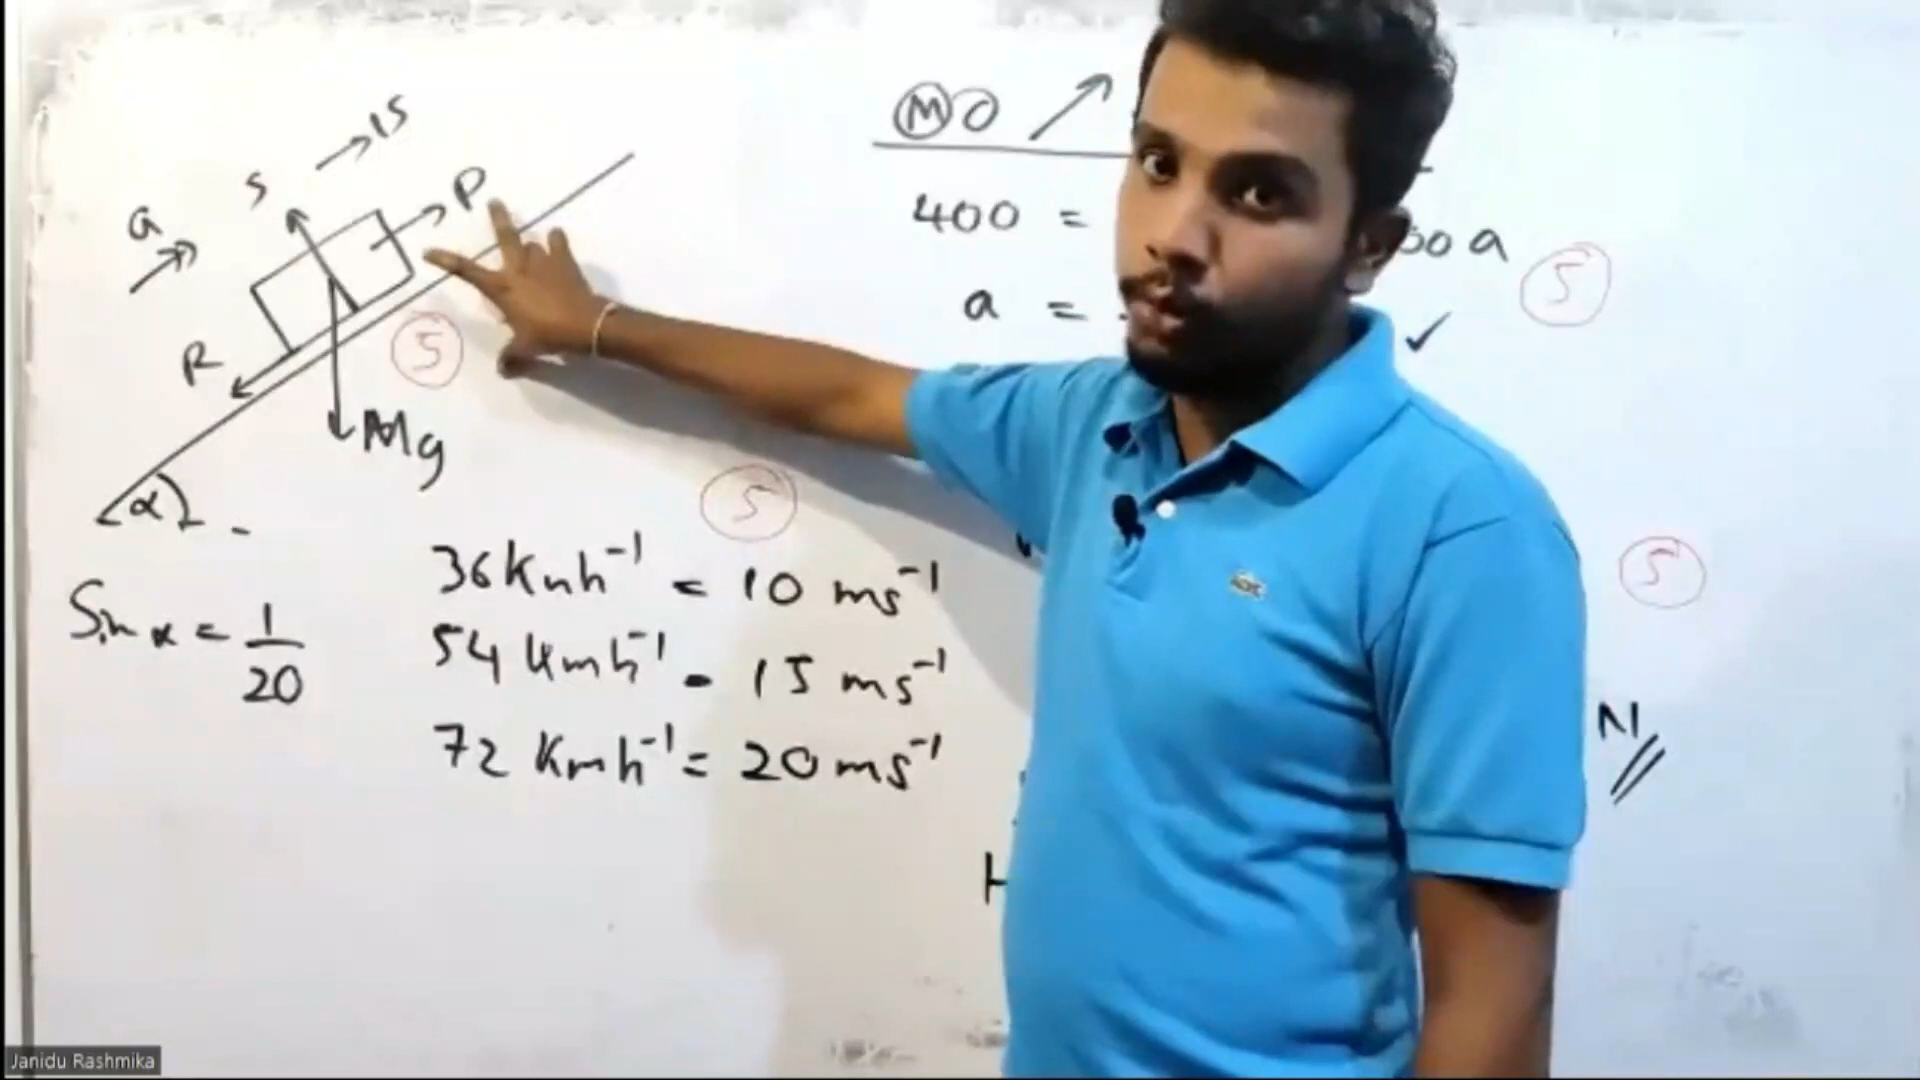 a
S
→ 15
P
R
Mg
α
5
Sin α = 1/20
5
36 Kmh⁻¹ = 10 ms⁻¹
54 Kmh⁻¹ = 15 ms⁻¹
72 Kmh⁻¹ = 20 ms⁻¹
M O ↗
400 =
00 a
5
a = ✓
5
N
H
Janidu Rashmika